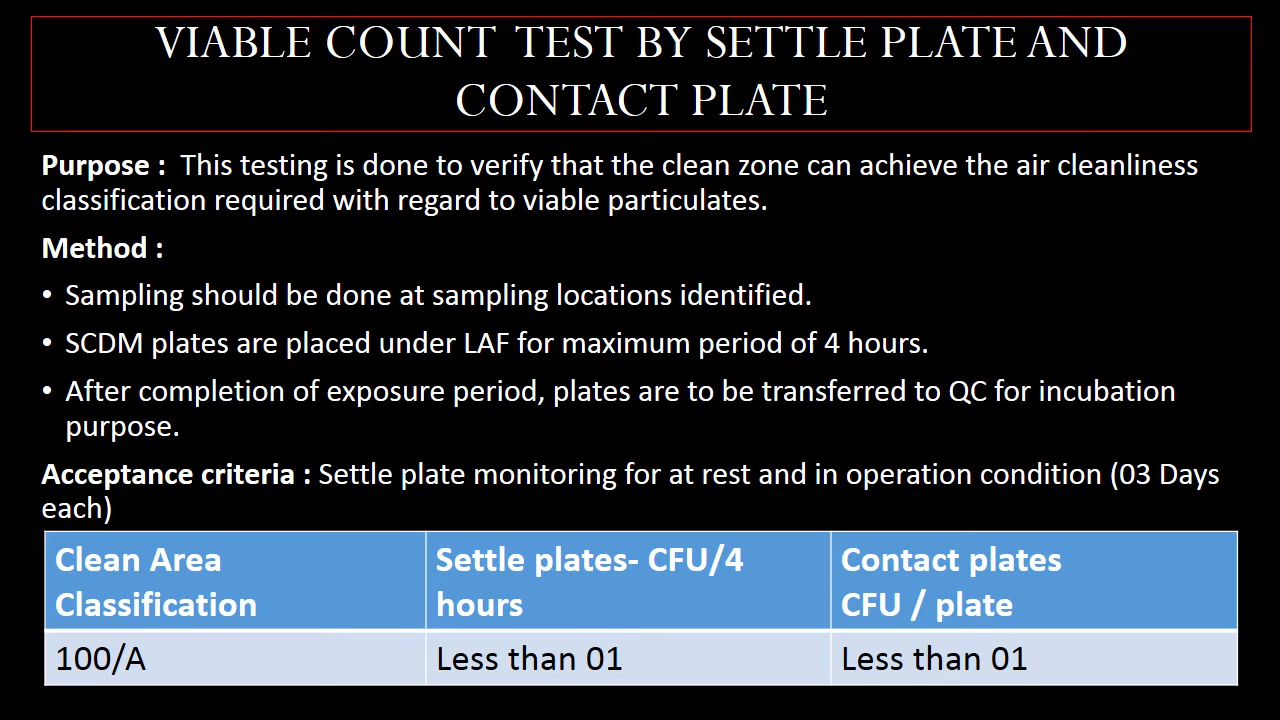 VIABLE COUNT TEST BY SETTLE PLATE AND
CONTACT PLATE
Purpose : This testing is done to verify that the clean zone can achieve the air cleanliness
classification required with regard to viable particulates.
Method :
• Sampling should be done at sampling locations identified.
• SCDM plates are placed under LAF for maximum period of 4 hours.
• After completion of exposure period, plates are to be transferred to QC for incubation
purpose.
Acceptance criteria : Settle plate monitoring for at rest and in operation condition (03 Days
each)
Clean Area Settle plates- CFU/4 Contact plates
Classification hours CFU / plate
100/A Less than 01 Less than 01